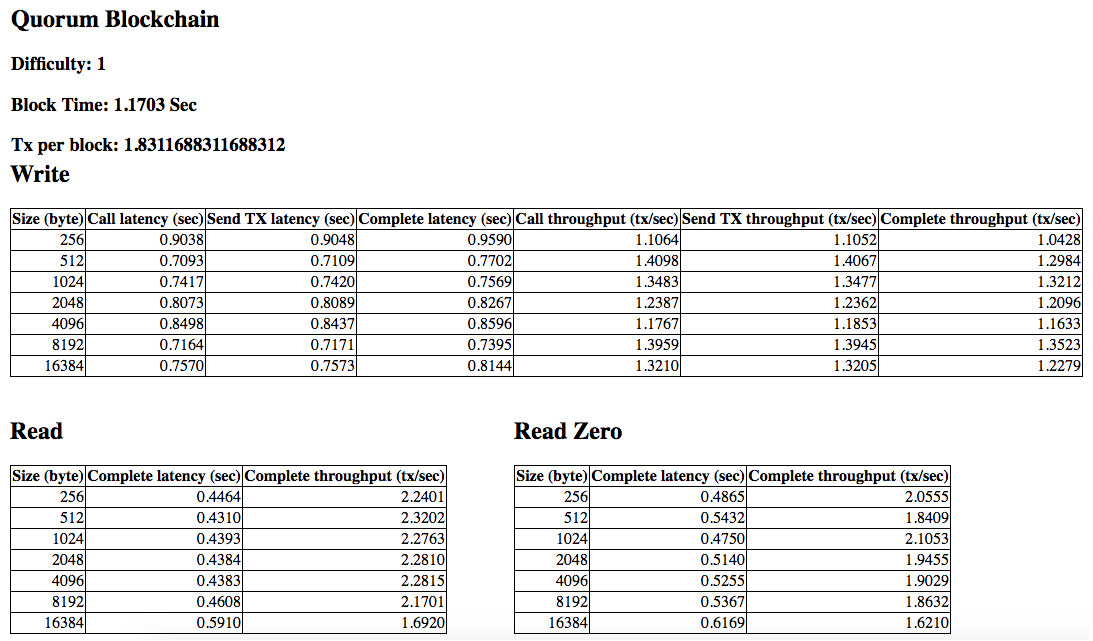 Quorum Blockchain
Difficulty: 1
Block Time: 1.1703 Sec
Tx per block: 1.8311688311688312
Write
Size (byte) Call latency (sec) Send TX latency (sec) Complete latency (sec) Call throughput (tx/sec) Send TX throughput (tx/sec) Complete throughput (tx/sec)
256 0.9038 0.9048 0.9590 1.1064 1.1052 1.0428
512 0.7093 0.7109 0.7702 1.4098 1.4067 1.2984
1024 0.7417 0.7420 0.7569 1.3483 1.3477 1.3212
2048 0.8073 0.8089 0.8267 1.2387 1.2362 1.2096
4096 0.8498 0.8437 0.8596 1.1767 1.1853 1.1633
8192 0.7164 0.7171 0.7395 1.3959 1.3945 1.3523
16384 0.7570 0.7573 0.8144 1.3210 1.3205 1.2279
Read
Size (byte) Complete latency (sec) Complete throughput (tx/sec)
256 0.4464 2.2401
512 0.4310 2.3202
1024 0.4393 2.2763
2048 0.4384 2.2810
4096 0.4383 2.2815
8192 0.4608 2.1701
16384 0.5910 1.6920
Read Zero
Size (byte) Complete latency (sec) Complete throughput (tx/sec)
256 0.4865 2.0555
512 0.5432 1.8409
1024 0.4750 2.1053
2048 0.5140 1.9455
4096 0.5255 1.9029
8192 0.5367 1.8632
16384 0.6169 1.6210